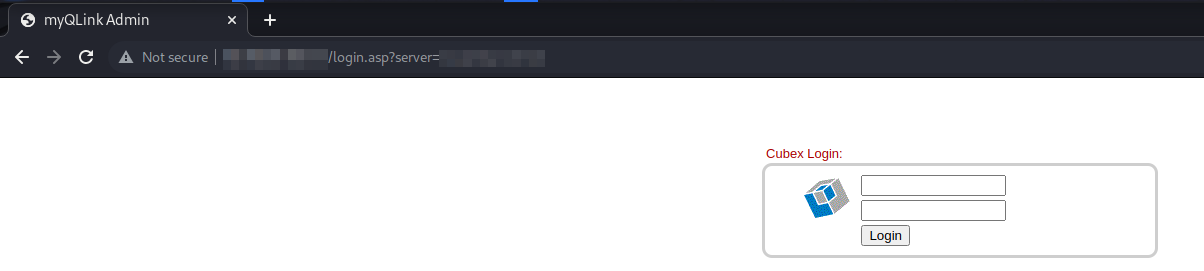 myQLink Admin
Not secure
/login.asp?server=
Cubex Login:
Login